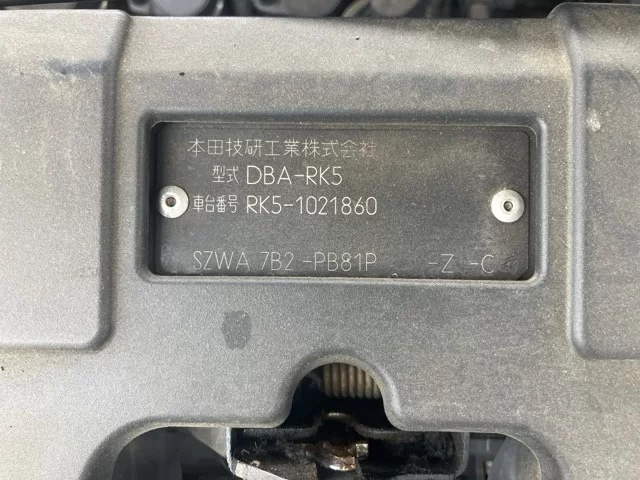 本田技研工業株式会社
型式 DBA-RK5
車台番号 RK5-1021860
SZWA 7B2 -PB81P -Z -C